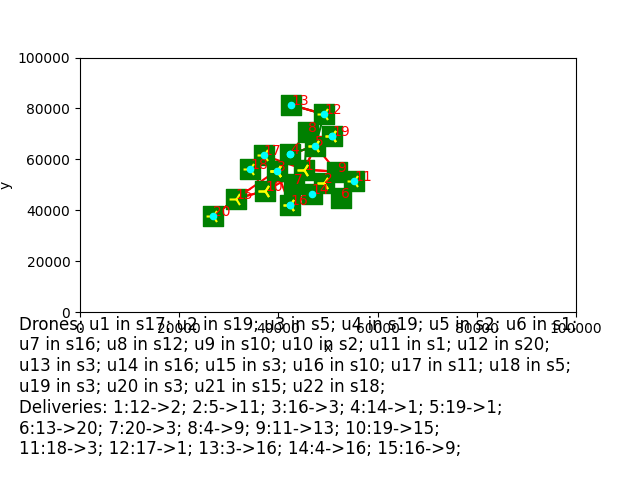 100000
80000
60000
40000
20000
0
y
0 20000 40000 60000 80000 100000
x
Drones: u1 in s17; u2 in s19; u3 in s5; u4 in s19; u5 in s2; u6 in s1;
u7 in s16; u8 in s12; u9 in s10; u10 in s2; u11 in s1; u12 in s20;
u13 in s3; u14 in s16; u15 in s3; u16 in s10; u17 in s11; u18 in s5;
u19 in s3; u20 in s3; u21 in s15; u22 in s18;
Deliveries: 1:12->2; 2:5->11; 3:16->3; 4:14->1; 5:19->1;
6:13->20; 7:20->3; 8:4->9; 9:11->13; 10:19->15;
11:18->3; 12:17->1; 13:3->16; 14:4->16; 15:16->9;